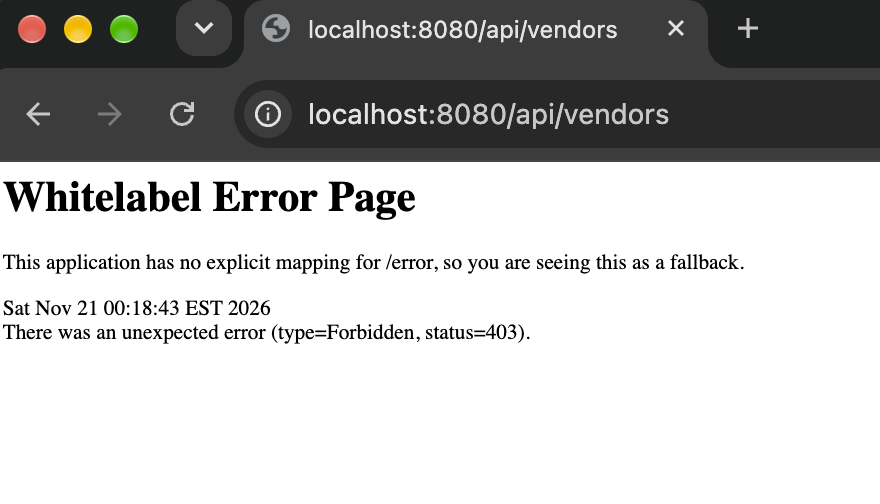 localhost:8080/api/vendors
localhost:8080/api/vendors
Whitelabel Error Page
This application has no explicit mapping for /error, so you are seeing this as a fallback.
Sat Nov 21 00:18:43 EST 2026
There was an unexpected error (type=Forbidden, status=403).